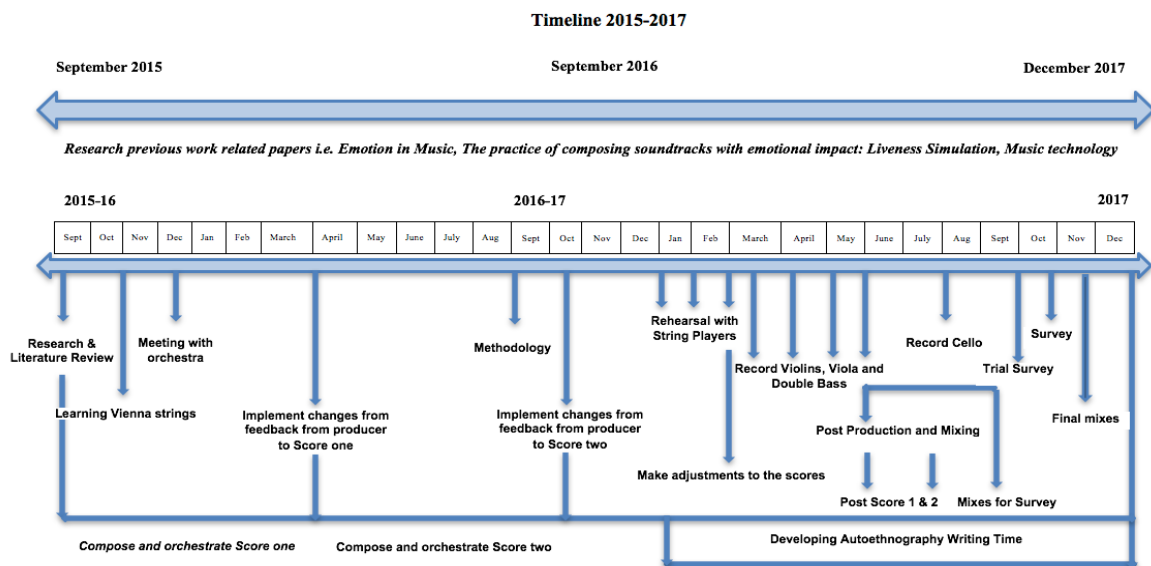 Timeline 2015-2017
September 2015 September 2016 December 2017
Research previous work related papers i.e. Emotion in Music, The practice of composing soundtracks with emotional impact: Liveness Simulation, Music technology
2015-16 2016-17 2017
Sept Oct Nov Dec Jan Feb March April May June July Aug Sept Oct Nov Dec Jan Feb March April May June July Aug Sept Oct Nov Dec
Research &
Literature Review
Meeting with
orchestra
Methodology
Rehearsal with
String Players
Record Cello
Survey
Trial Survey
Record Violins, Viola and
Double Bass
Learning Vienna strings
Implement changes from
feedback from producer
to Score one
Implement changes from
feedback from producer
to Score two
Final mixes
Post Production and Mixing
Make adjustments to the scores
Post Score 1 & 2
Mixes for Survey
Compose and orchestrate Score one
Compose and orchestrate Score two
Developing Autoethnography Writing Time